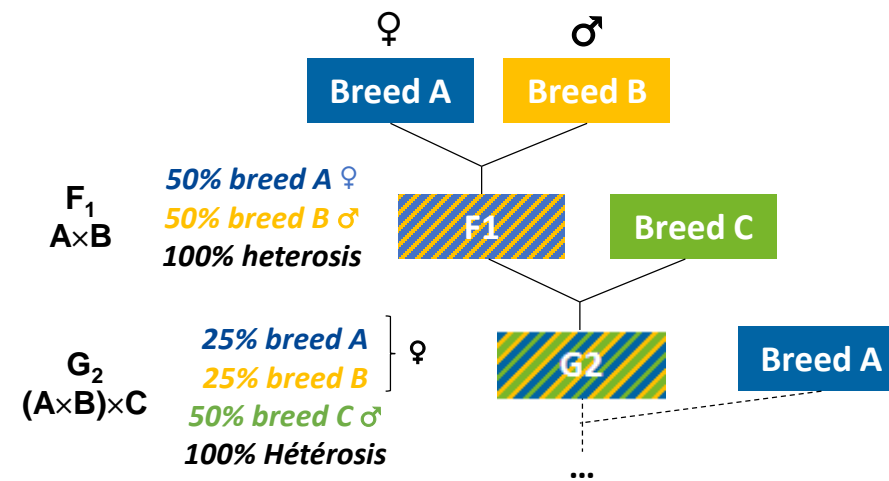 ♀ ♂
Breed A Breed B
F₁
A×B
50% breed A ♀
50% breed B ♂
100% heterosis
F1
Breed C
G₂
(A×B)×C
25% breed A
25% breed B
♀
50% breed C ♂
100% Hétérosis
G2
Breed A
...